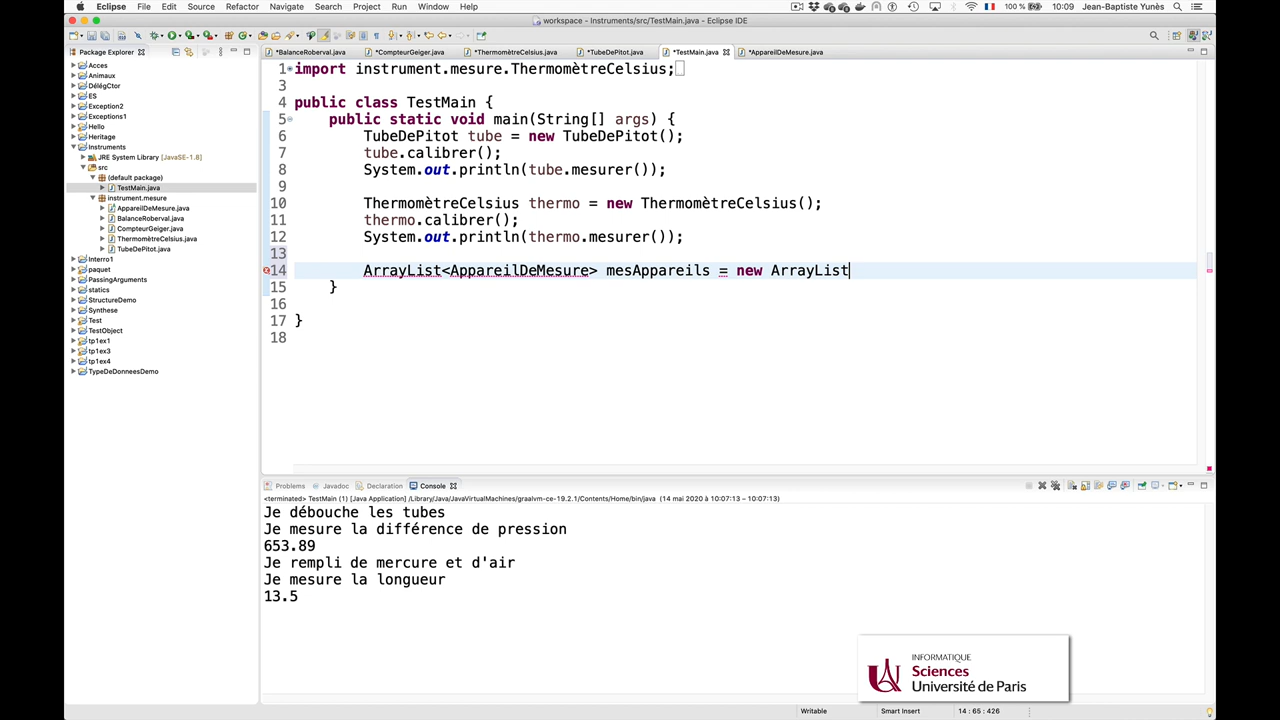 Eclipse File Edit Source Refactor Navigate Search Project Run Window Help 100 % 10:09 Jean-Baptiste Yunès
workspace - Instruments/src/TestMain.java - Eclipse IDE
Package Explorer
*BalanceRoberval.java *CompteurGeiger.java *ThermomètreCelsius.java *TubeDePitot.java *TestMain.java *AppareilDeMesure.java
Acces
Animaux
DélégCtor
ES
Exception2
Exceptions1
Hello
Heritage
Instruments
JRE System Library [JavaSE-1.8]
src
(default package)
TestMain.java
instrument.mesure
AppareilDeMesure.java
BalanceRoberval.java
CompteurGeiger.java
ThermomètreCelsius.java
TubeDePitot.java
Interro1
paquet
PassingArguments
statics
StructureDemo
Synthese
Test
TestObject
tp1ex1
tp1ex3
tp1ex4
TypeDeDonneesDemo
1 import instrument.mesure.ThermomètreCelsius;
3
4 public class TestMain {
5 public static void main(String[] args) {
6 TubeDePitot tube = new TubeDePitot();
7 tube.calibrer();
8 System.out.println(tube.mesurer());
9
10 ThermomètreCelsius thermo = new ThermomètreCelsius();
11 thermo.calibrer();
12 System.out.println(thermo.mesurer());
13
14 ArrayList<AppareilDeMesure> mesAppareils = new ArrayList
15 }
16
17 }
18
Problems Javadoc Declaration Console
<terminated> TestMain (1) [Java Application] /Library/Java/JavaVirtualMachines/graalvm-ce-19.2.1/Contents/Home/bin/java (14 mai 2020 à 10:07:13 – 10:07:13)
Je débouche les tubes
Je mesure la différence de pression
653.89
Je rempli de mercure et d'air
Je mesure la longueur
13.5
INFORMATIQUE
Sciences
Université de Paris
Writable Smart Insert 14 : 65 : 426